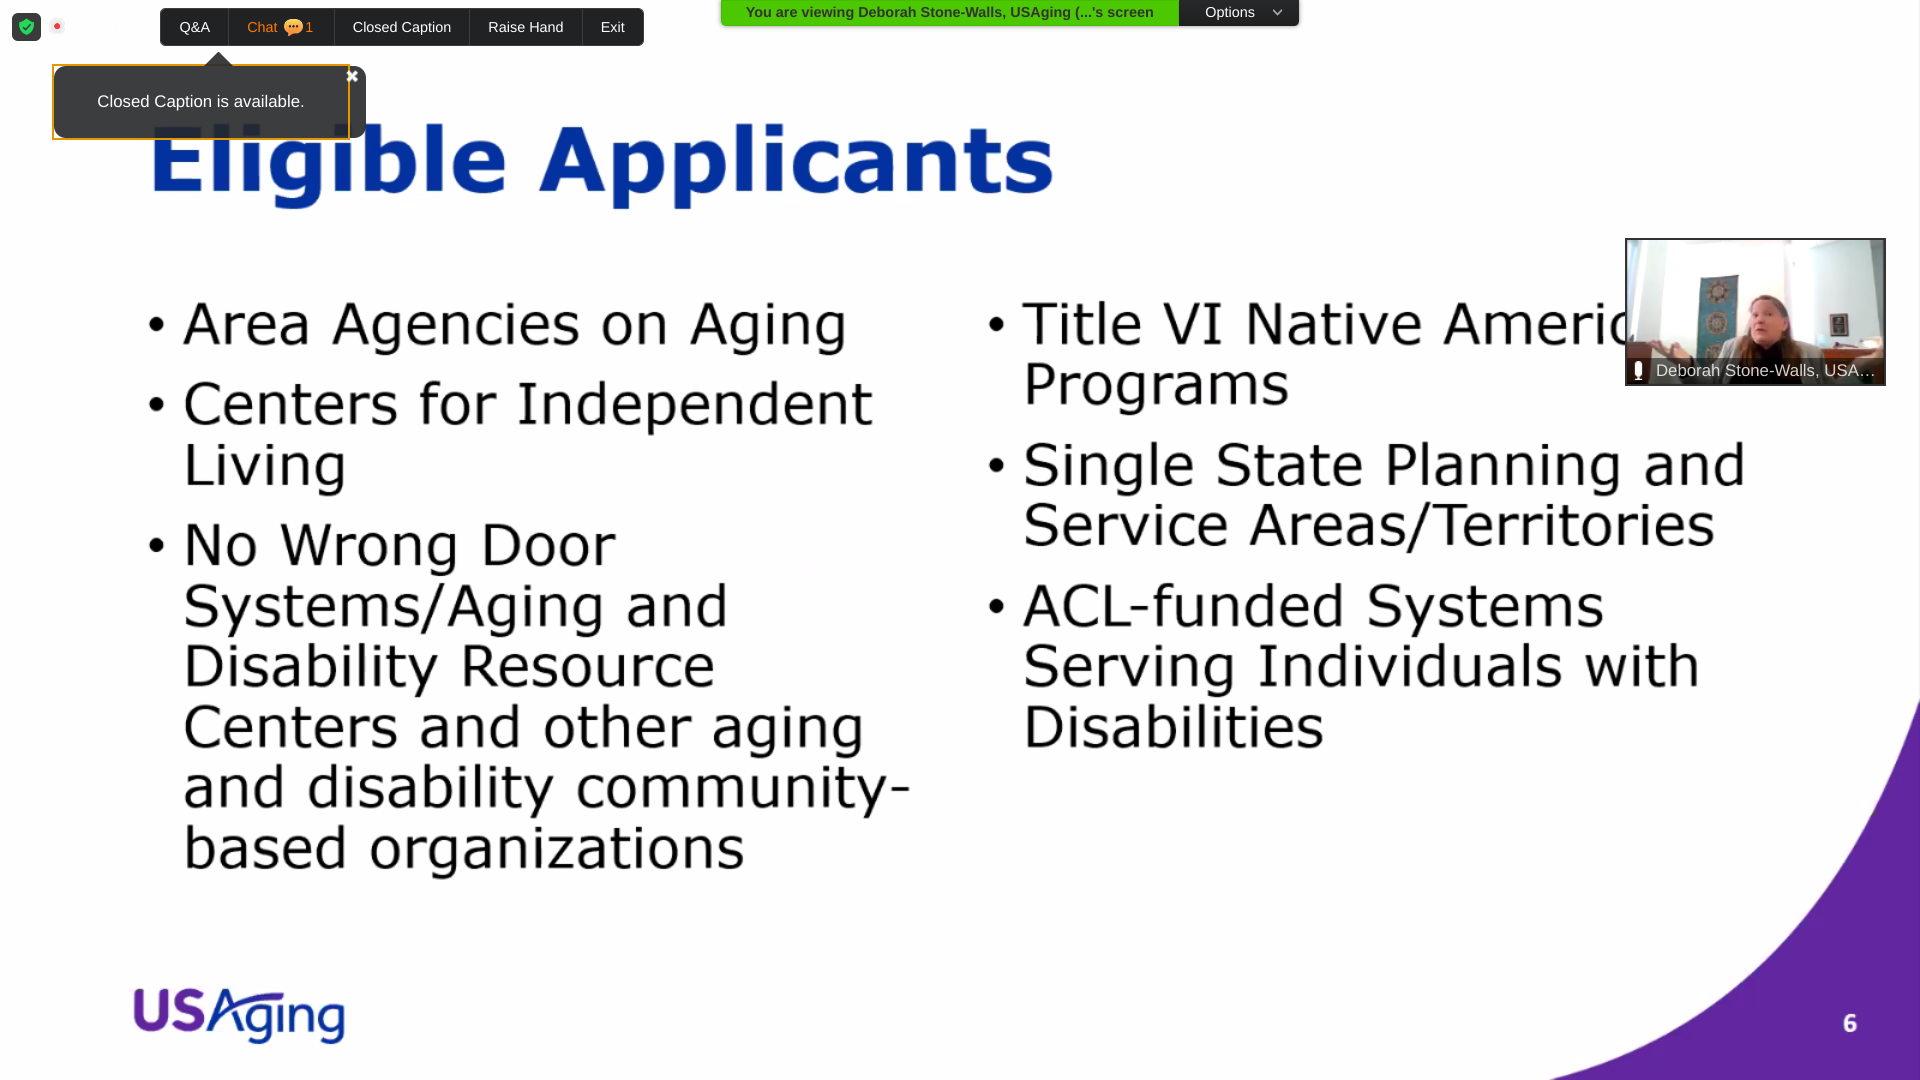 Q&A Chat 1 Closed Caption Raise Hand Exit
You are viewing Deborah Stone-Walls, USAging (...'s screen Options
Closed Caption is available.
Eligible Applicants
• Area Agencies on Aging
• Centers for Independent
Living
• No Wrong Door
Systems/Aging and
Disability Resource
Centers and other aging
and disability community-
based organizations
• Title VI Native Americ
Programs
• Single State Planning and
Service Areas/Territories
• ACL-funded Systems
Serving Individuals with
Disabilities
Deborah Stone-Walls, USA...
USAging
6